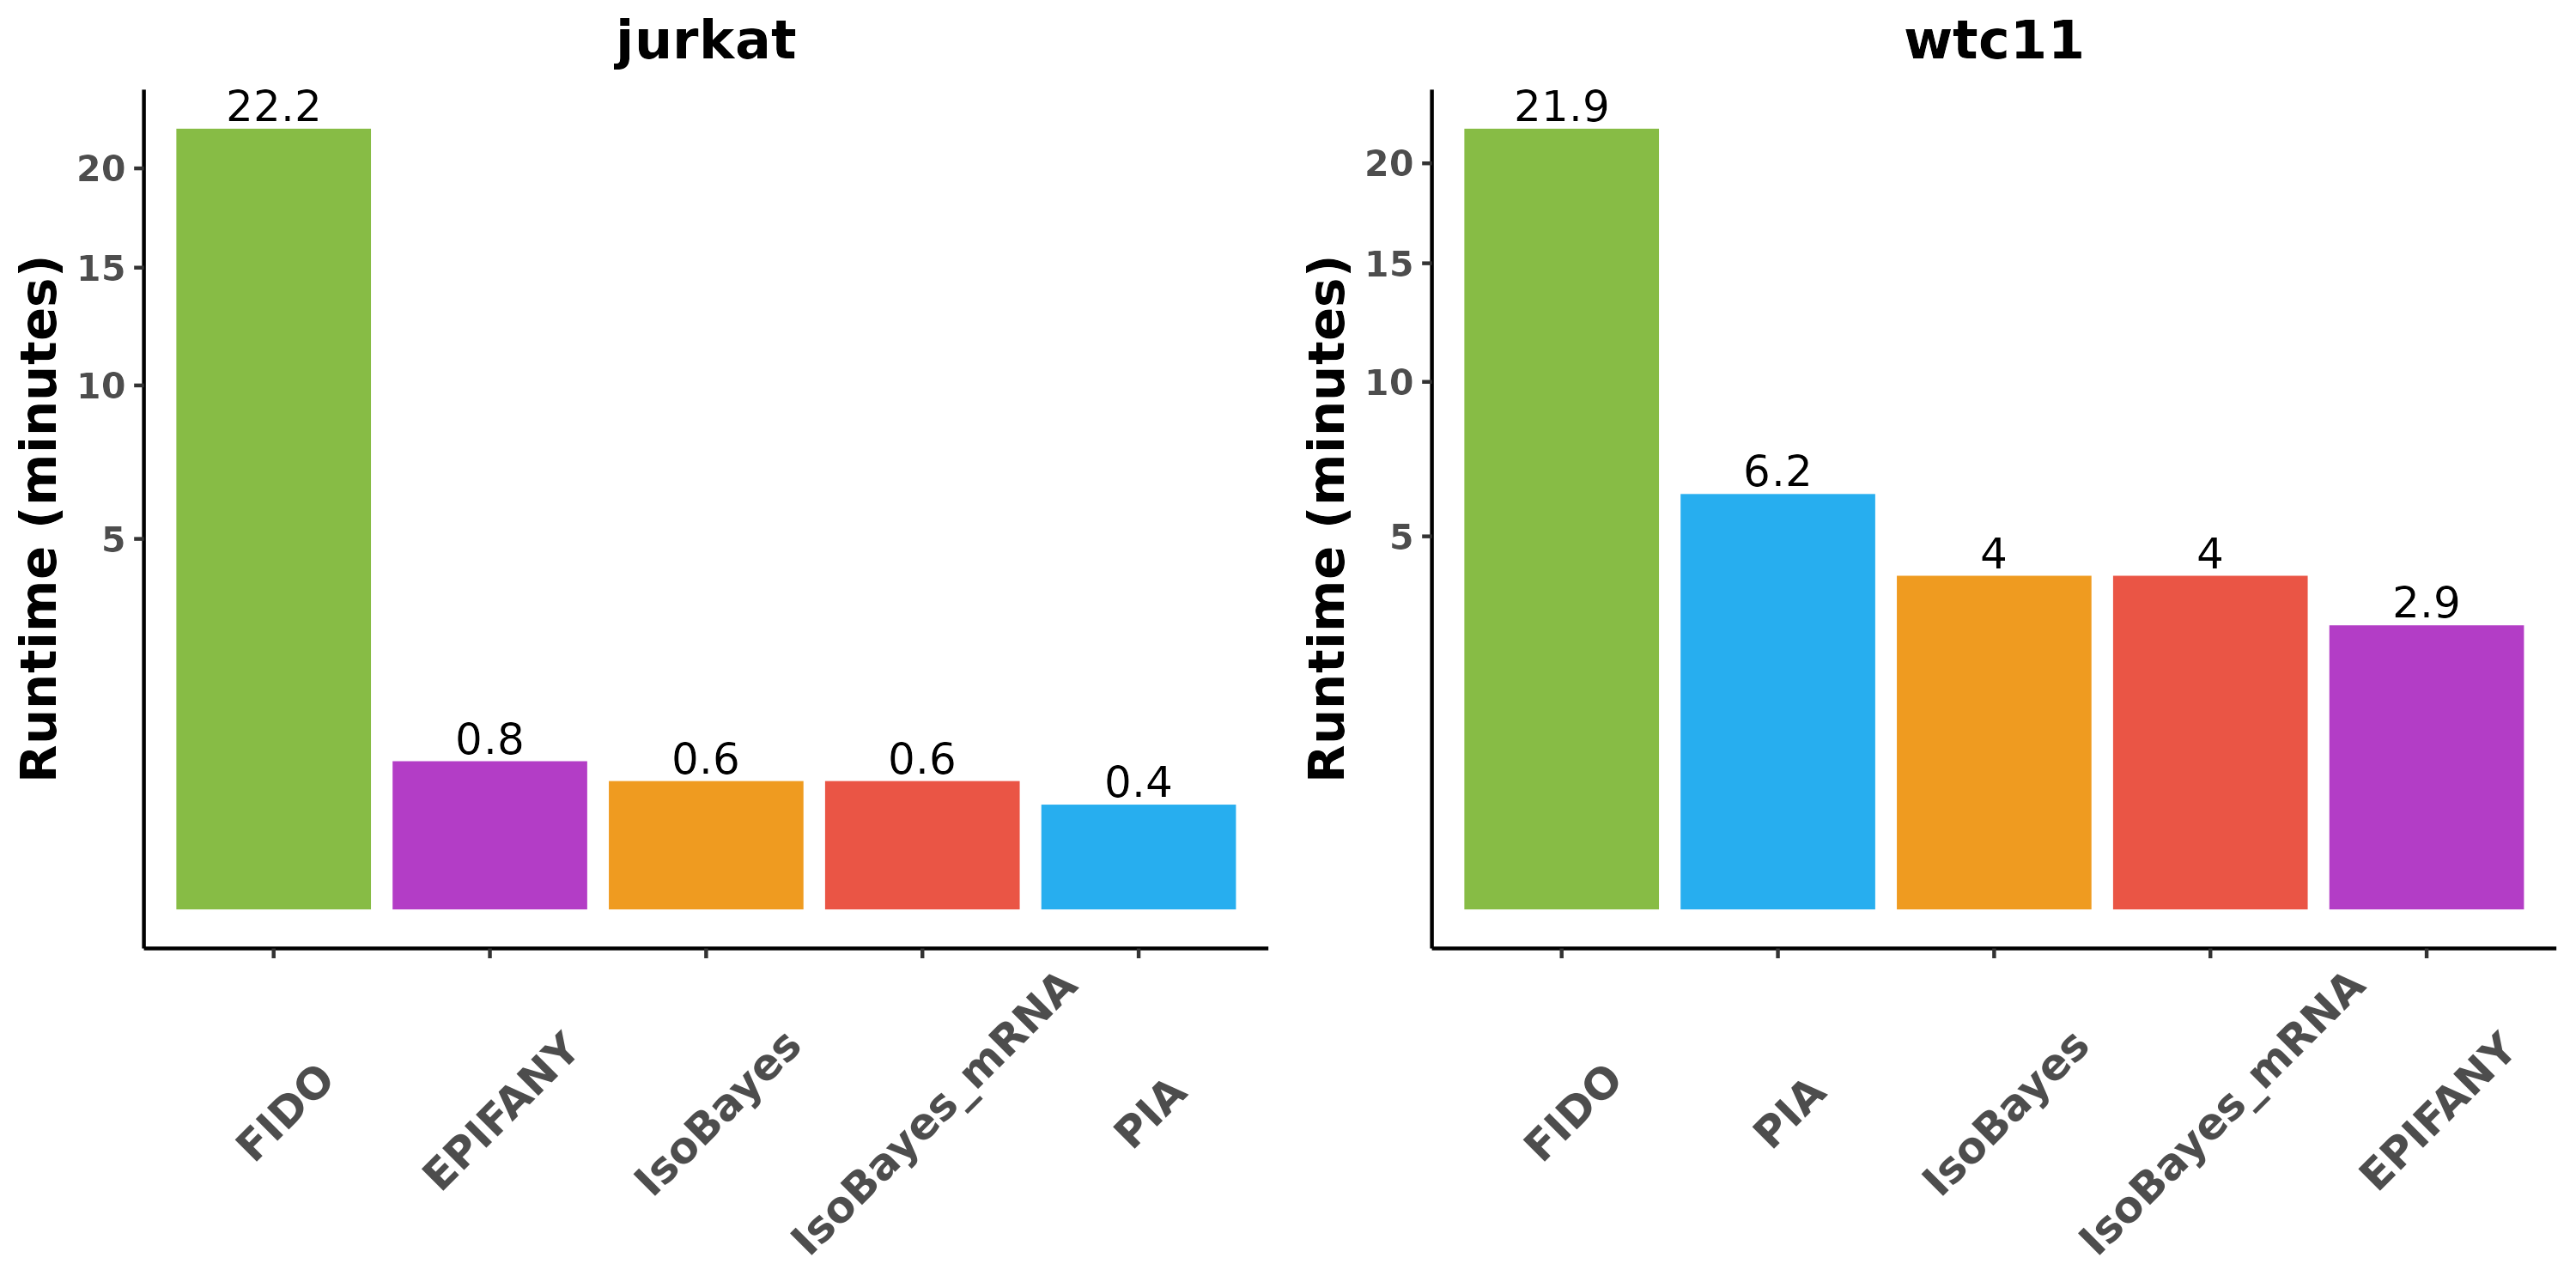 jurkat
Runtime (minutes)
20
15
10
5
22.2
0.8
0.6
0.6
0.4
FIDO
EPIFANY
IsoBayes
IsoBayes_mRNA
PIA
wtc11
Runtime (minutes)
20
15
10
5
21.9
6.2
4
4
2.9
FIDO
PIA
IsoBayes
IsoBayes_mRNA
EPIFANY